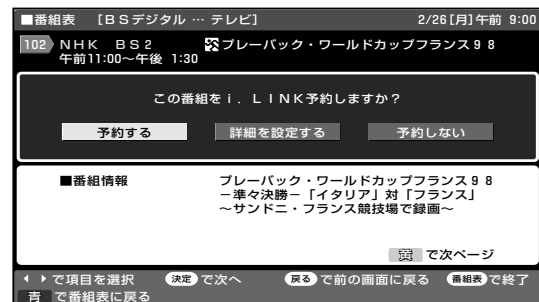 ■番組表　[ＢＳデジタル … テレビ]　2/26[月]午前 9:00
102 ＮＨＫ　ＢＳ２　プレーバック・ワールドカップフランス９８
午前11:00～午後 1:30
この番組をｉ．ＬＩＮＫ予約しますか？
予約する　詳細を設定する　予約しない
■番組情報　プレーバック・ワールドカップフランス９８
－準々決勝－「イタリア」対「フランス」
～サンドニ・フランス競技場で録画～
黄 で次ページ
で項目を選択　決定 で次へ　戻る で前の画面に戻る　番組表 で終了
青 で番組表に戻る